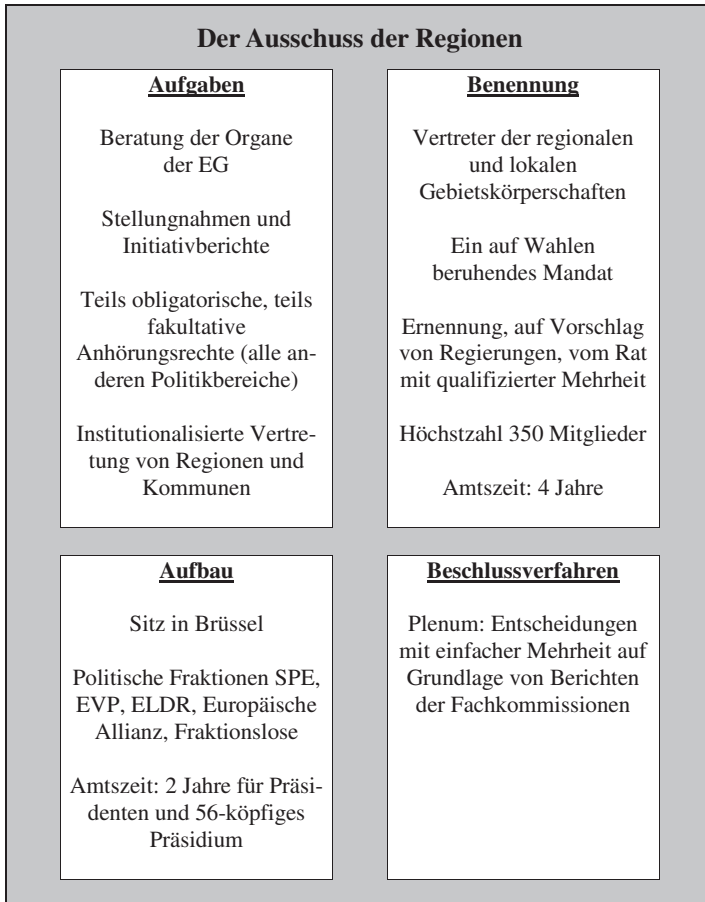 Der Ausschuss der Regionen
Aufgaben
Beratung der Organe
der EG
Stellungnahmen und
Initiativberichte
Teils obligatorische, teils
fakultative
Anhörungsrechte (alle an-
deren Politikbereiche)
Institutionalisierte Vertre-
tung von Regionen und
Kommunen
Benennung
Vertreter der regionalen
und lokalen
Gebietskörperschaften
Ein auf Wahlen
beruhendes Mandat
Ernennung, auf Vorschlag
von Regierungen, vom Rat
mit qualifizierter Mehrheit
Höchstzahl 350 Mitglieder
Amtszeit: 4 Jahre
Aufbau
Sitz in Brüssel
Politische Fraktionen SPE,
EVP, ELDR, Europäische
Allianz, Fraktionslose
Amtszeit: 2 Jahre für Präsi-
denten und 56-köpfiges
Präsidium
Beschlussverfahren
Plenum: Entscheidungen
mit einfacher Mehrheit auf
Grundlage von Berichten
der Fachkommissionen